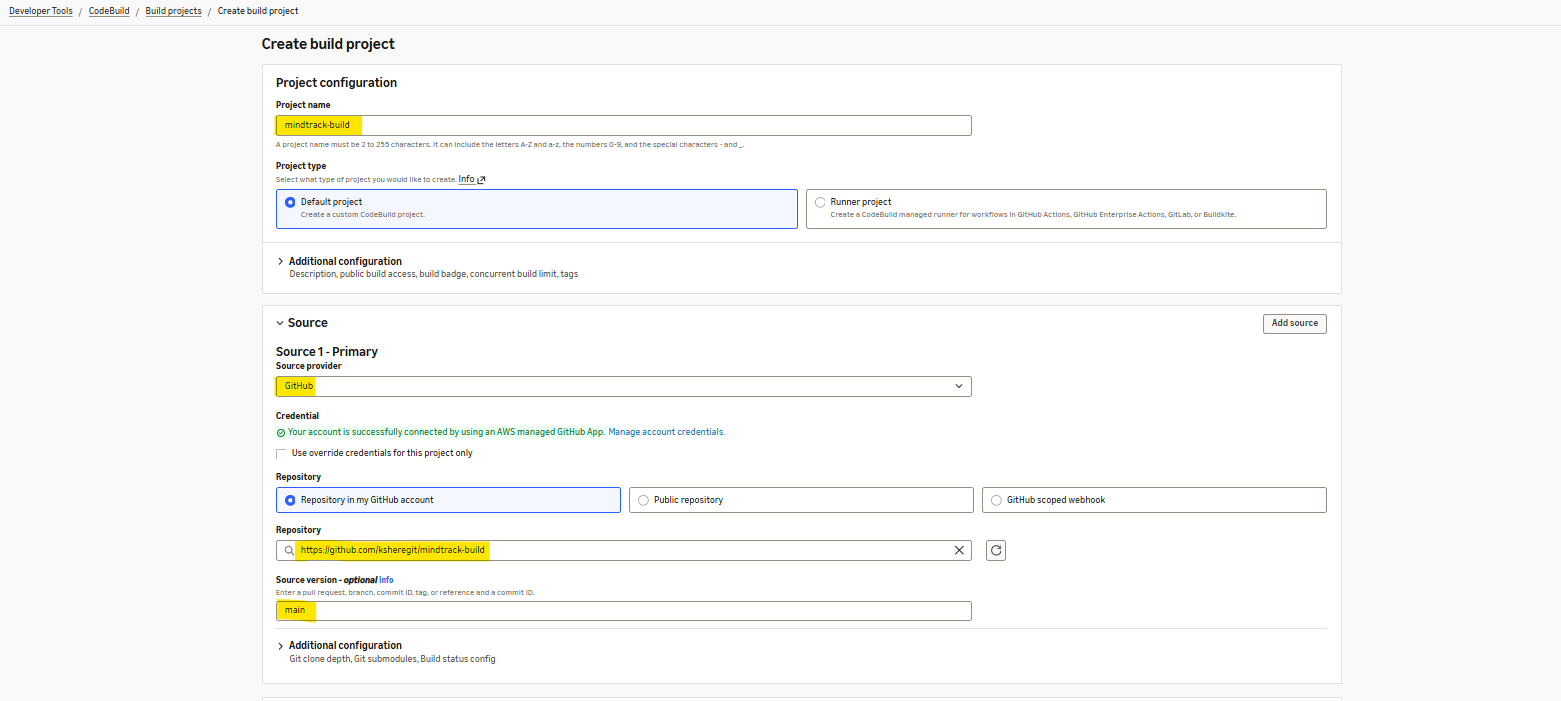 Developer Tools / CodeBuild / Build projects / Create build project
Create build project
Project configuration
Project name
mindtrack-build
A project name must be 2 to 255 characters. It can include the letters A-Z and a-z, the numbers 0-9, and the special characters - and _.
Project type
Select what type of project you would like to create. Info
Default project
Create a custom CodeBuild project.
Runner project
Create a CodeBuild managed runner for workflows in GitHub Actions, GitHub Enterprise Actions, GitLab, or Buildkite.
Additional configuration
Description, public build access, build badge, concurrent build limit, tags
Source
Add source
Source 1 - Primary
Source provider
GitHub
Credential
Your account is successfully connected by using an AWS managed GitHub App. Manage account credentials.
Use override credentials for this project only
Repository
Repository in my GitHub account
Public repository
GitHub scoped webhook
Repository
https://github.com/ksheregit/mindtrack-build
Source version - optional Info
Enter a pull request, branch, commit ID, tag, or reference and a commit ID.
main
Additional configuration
Git clone depth, Git submodules, Build status config